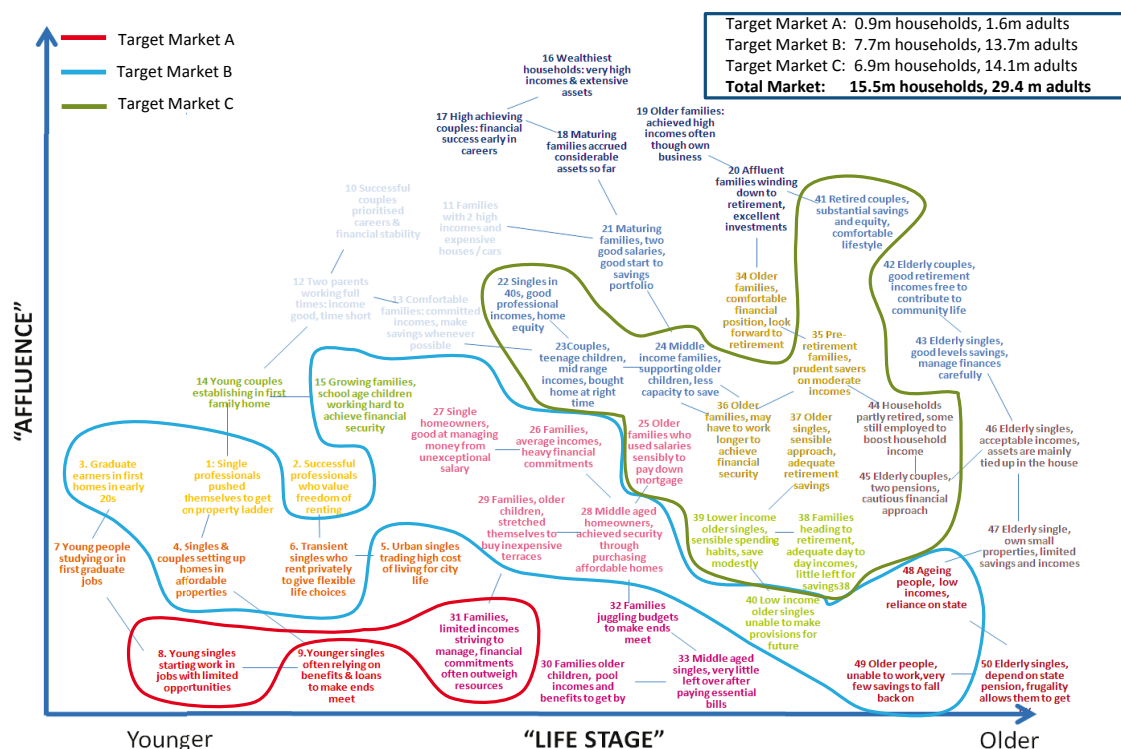 Target Market A
Target Market B
Target Market C
Target Market A: 0.9m households, 1.6m adults
Target Market B: 7.7m households, 13.7m adults
Target Market C: 6.9m households, 14.1m adults
Total Market: 15.5m households, 29.4 m adults
"AFFLUENCE"
16 Wealthiest
households: very high
incomes & extensive
assets
17 High achieving
couples: financial
success early in
careers
18 Maturing
families accrued
considerable
assets so far
19 Older families:
achieved high
incomes often
though own
business
20 Affluent
families winding
down to
retirement,
excellent
investments
10 Successful
couples
prioritised
careers &
financial stability
11 Families
with 2 high
incomes and
expensive
houses / cars
21 Maturing
families, two
good salaries,
good start to
savings
portfolio
41 Retired couples,
substantial savings
and equity,
comfortable
lifestyle
12 Two parents
working full
times: income
good, time short
13 Comfortable
families: committed
incomes, make
savings whenever
possible
22 Singles in
40s, good
professional
incomes, home
equity
34 Older
families,
comfortable
financial
position, look
forward to
retirement
42 Elderly couples,
good retirement
incomes free to
contribute to
community life
23Couples,
teenage children,
mid range
incomes, bought
home at right
time
24 Middle
income families,
supporting older
children, less
capacity to save
35 Pre-
retirement
families,
prudent savers
on moderate
incomes
43 Elderly singles,
good levels savings,
manage finances
carefully
14 Young couples
establishing in first
family home
15 Growing families,
school age children
working hard to
achieve financial
security
27 Single
homeowners,
good at managing
money from
unexceptional
salary
26 Families,
average incomes,
heavy financial
commitments
25 Older
families who
used salaries
sensibly to
pay down
mortgage
36 Older
families, may
have to work
longer to
achieve
financial
security
37 Older
singles,
sensible
approach,
adequate
retirement
savings
44 Households
partly retired, some
still employed to
boost household
income
46 Elderly singles,
acceptable incomes,
assets are mainly
tied up in the house
3. Graduate
earners in first
homes in early
20s
1: Single
professionals
pushed
themselves to get
on property ladder
2. Successful
professionals
who value
freedom of
renting
45 Elderly couples,
two pensions,
cautious financial
approach
29 Families, older
children,
stretched
themselves to
buy inexpensive
terraces
28 Middle aged
homeowners,
achieved security
through
purchasing
affordable homes
39 Lower income
older singles,
sensible spending
habits, save
modestly
38 Families
heading to
retirement,
adequate day to
day incomes,
little left for
savings38
47 Elderly single,
own small
properties, limited
savings and incomes
7 Young people
studying or in
first graduate
jobs
4. Singles &
couples setting up
homes in
affordable
properties
6. Transient
singles who
rent privately
to give flexible
life choices
5. Urban singles
trading high cost
of living for city
life
48 Ageing
people, low
incomes,
reliance on state
40 Low income
older singles
unable to make
provisions for
future
31 Families,
limited incomes
striving to
manage, financial
commitments
often outweigh
resources
32 Families
juggling budgets
to make ends
meet
8. Young singles
starting work in
jobs with limited
opportunities
9.Younger singles
often relying on
benefits & loans
to make ends
meet
30 Families older
children, pool
incomes and
benefits to get by
33 Middle aged
singles, very little
left over after
paying essential
bills
49 Older people,
unable to work,very
few savings to fall
back on
50 Elderly singles,
depend on state
pension, frugality
allows them to get
Younger
"LIFE STAGE"
Older